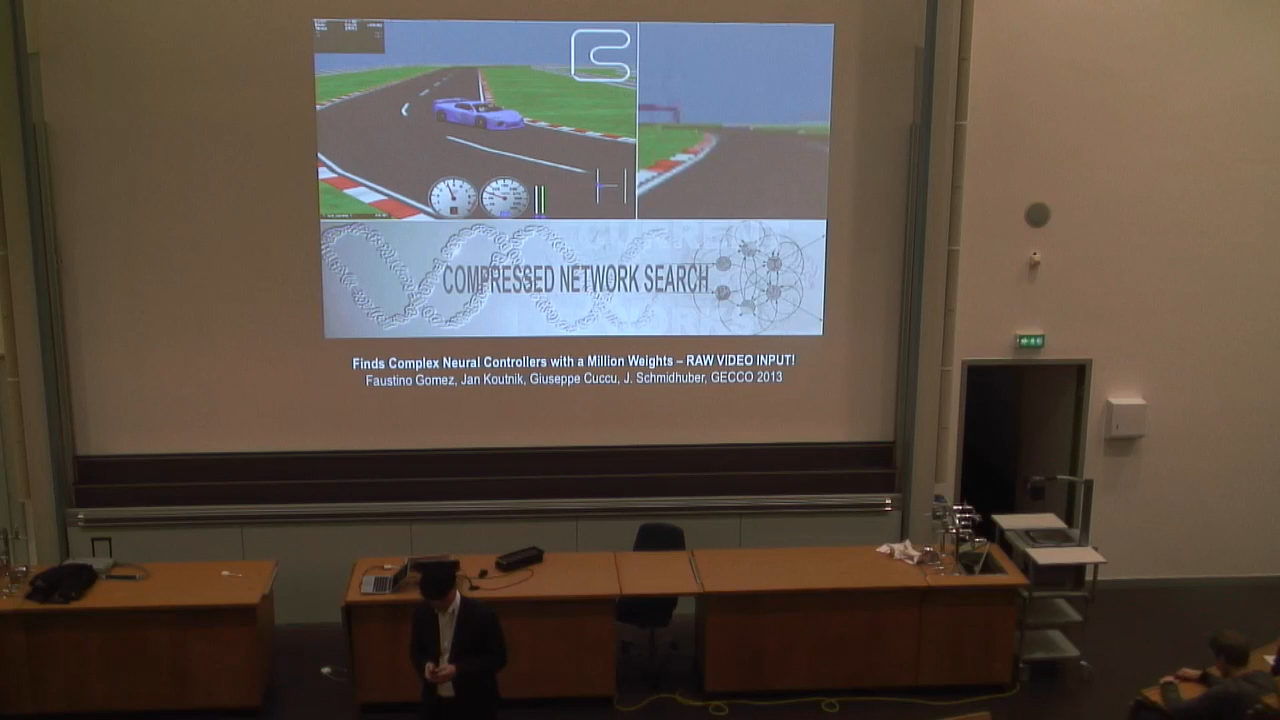 COMPRESSED NETWORK SEARCH
Finds Complex Neural Controllers with a Million Weights – RAW VIDEO INPUT!
Faustino Gomez, Jan Koutnik, Giuseppe Cuccu, J. Schmidhuber, GECCO 2013